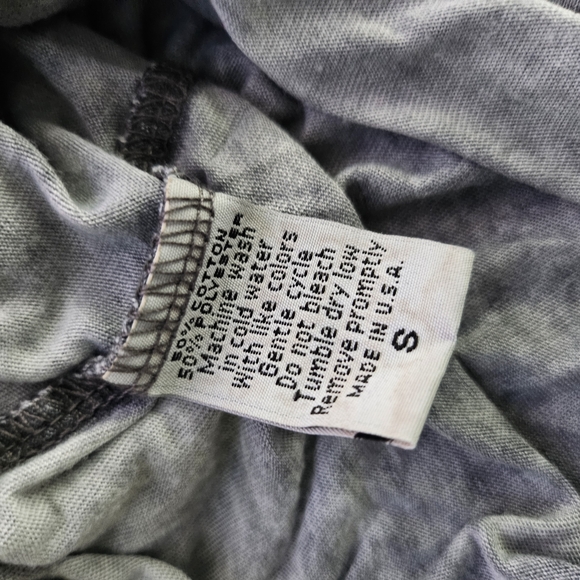 50% COTTON
50% POLYESTER
Machine wash
in cold water
with like colors
Gentle cycle
Do not bleach
Tumble dry low
Remove promptly
MADE IN U.S.A.
S